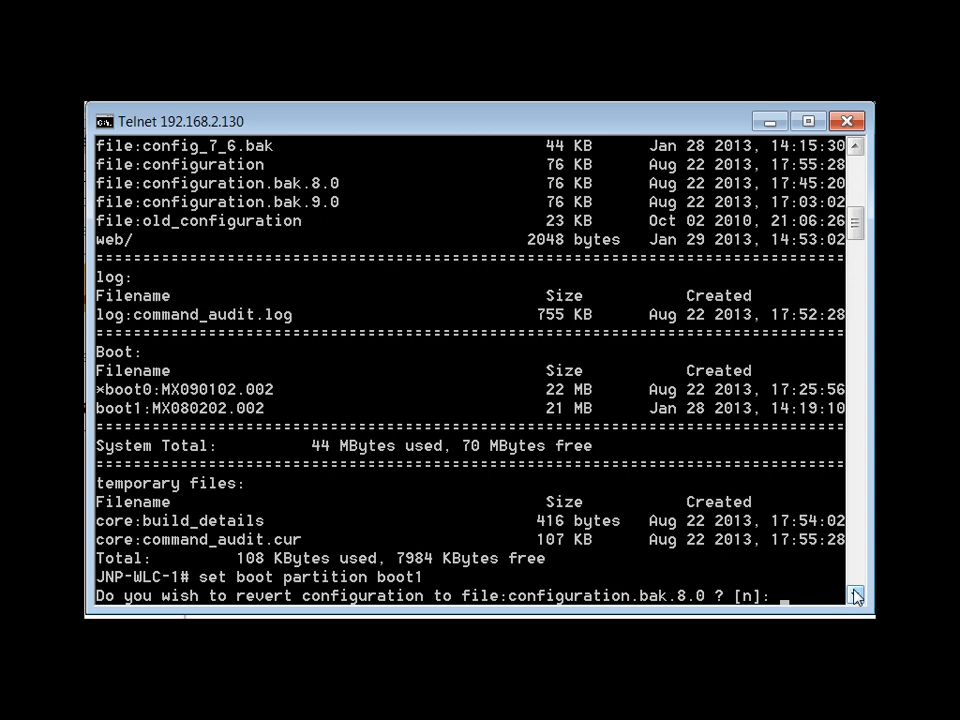 Telnet 192.168.2.130
file:config_7_6.bak 44 KB Jan 28 2013, 14:15:30
file:configuration 76 KB Aug 22 2013, 17:55:28
file:configuration.bak.8.0 76 KB Aug 22 2013, 17:45:20
file:configuration.bak.9.0 76 KB Aug 22 2013, 17:03:02
file:old_configuration 23 KB Oct 02 2010, 21:06:26
web/ 2048 bytes Jan 29 2013, 14:53:02
--------------------------------------------------------------------------------
log:
Filename Size Created
log:command_audit.log 755 KB Aug 22 2013, 17:52:28
--------------------------------------------------------------------------------
Boot:
Filename Size Created
*boot0:MX090102.002 22 MB Aug 22 2013, 17:25:56
boot1:MX080202.002 21 MB Jan 28 2013, 14:19:10
--------------------------------------------------------------------------------
System Total: 44 MBytes used, 70 MBytes free
--------------------------------------------------------------------------------
temporary files:
Filename Size Created
core:build_details 416 bytes Aug 22 2013, 17:54:02
core:command_audit.cur 107 KB Aug 22 2013, 17:55:28
Total: 108 KBytes used, 7984 KBytes free
JNP-WLC-1# set boot partition boot1
Do you wish to revert configuration to file:configuration.bak.8.0 ? [n]: _